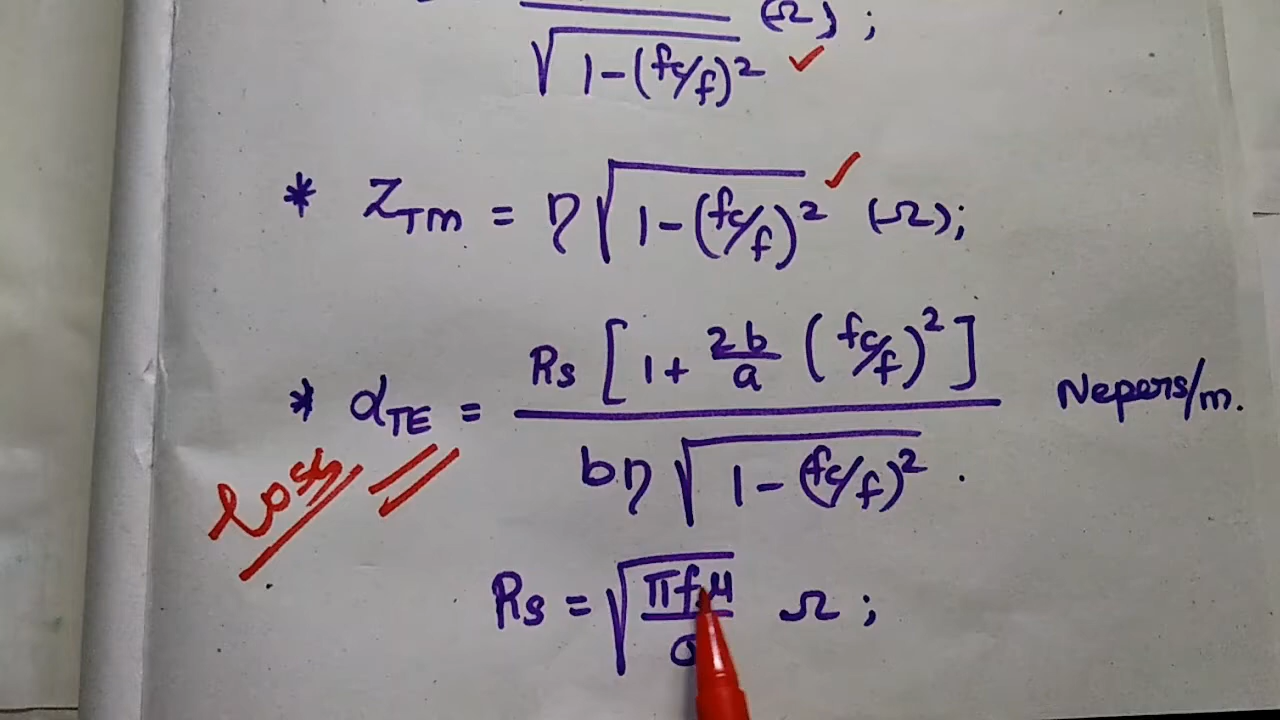 (Ω);
√1-(fc/f)²
* ZTM = η√1-(fc/f)² (Ω);
* αTE = Rs [1+ 2b/a (fc/f)²] / bη √1-(fc/f)² . Nepers/m.
Loss
Rs = √πfμ/σ Ω ;